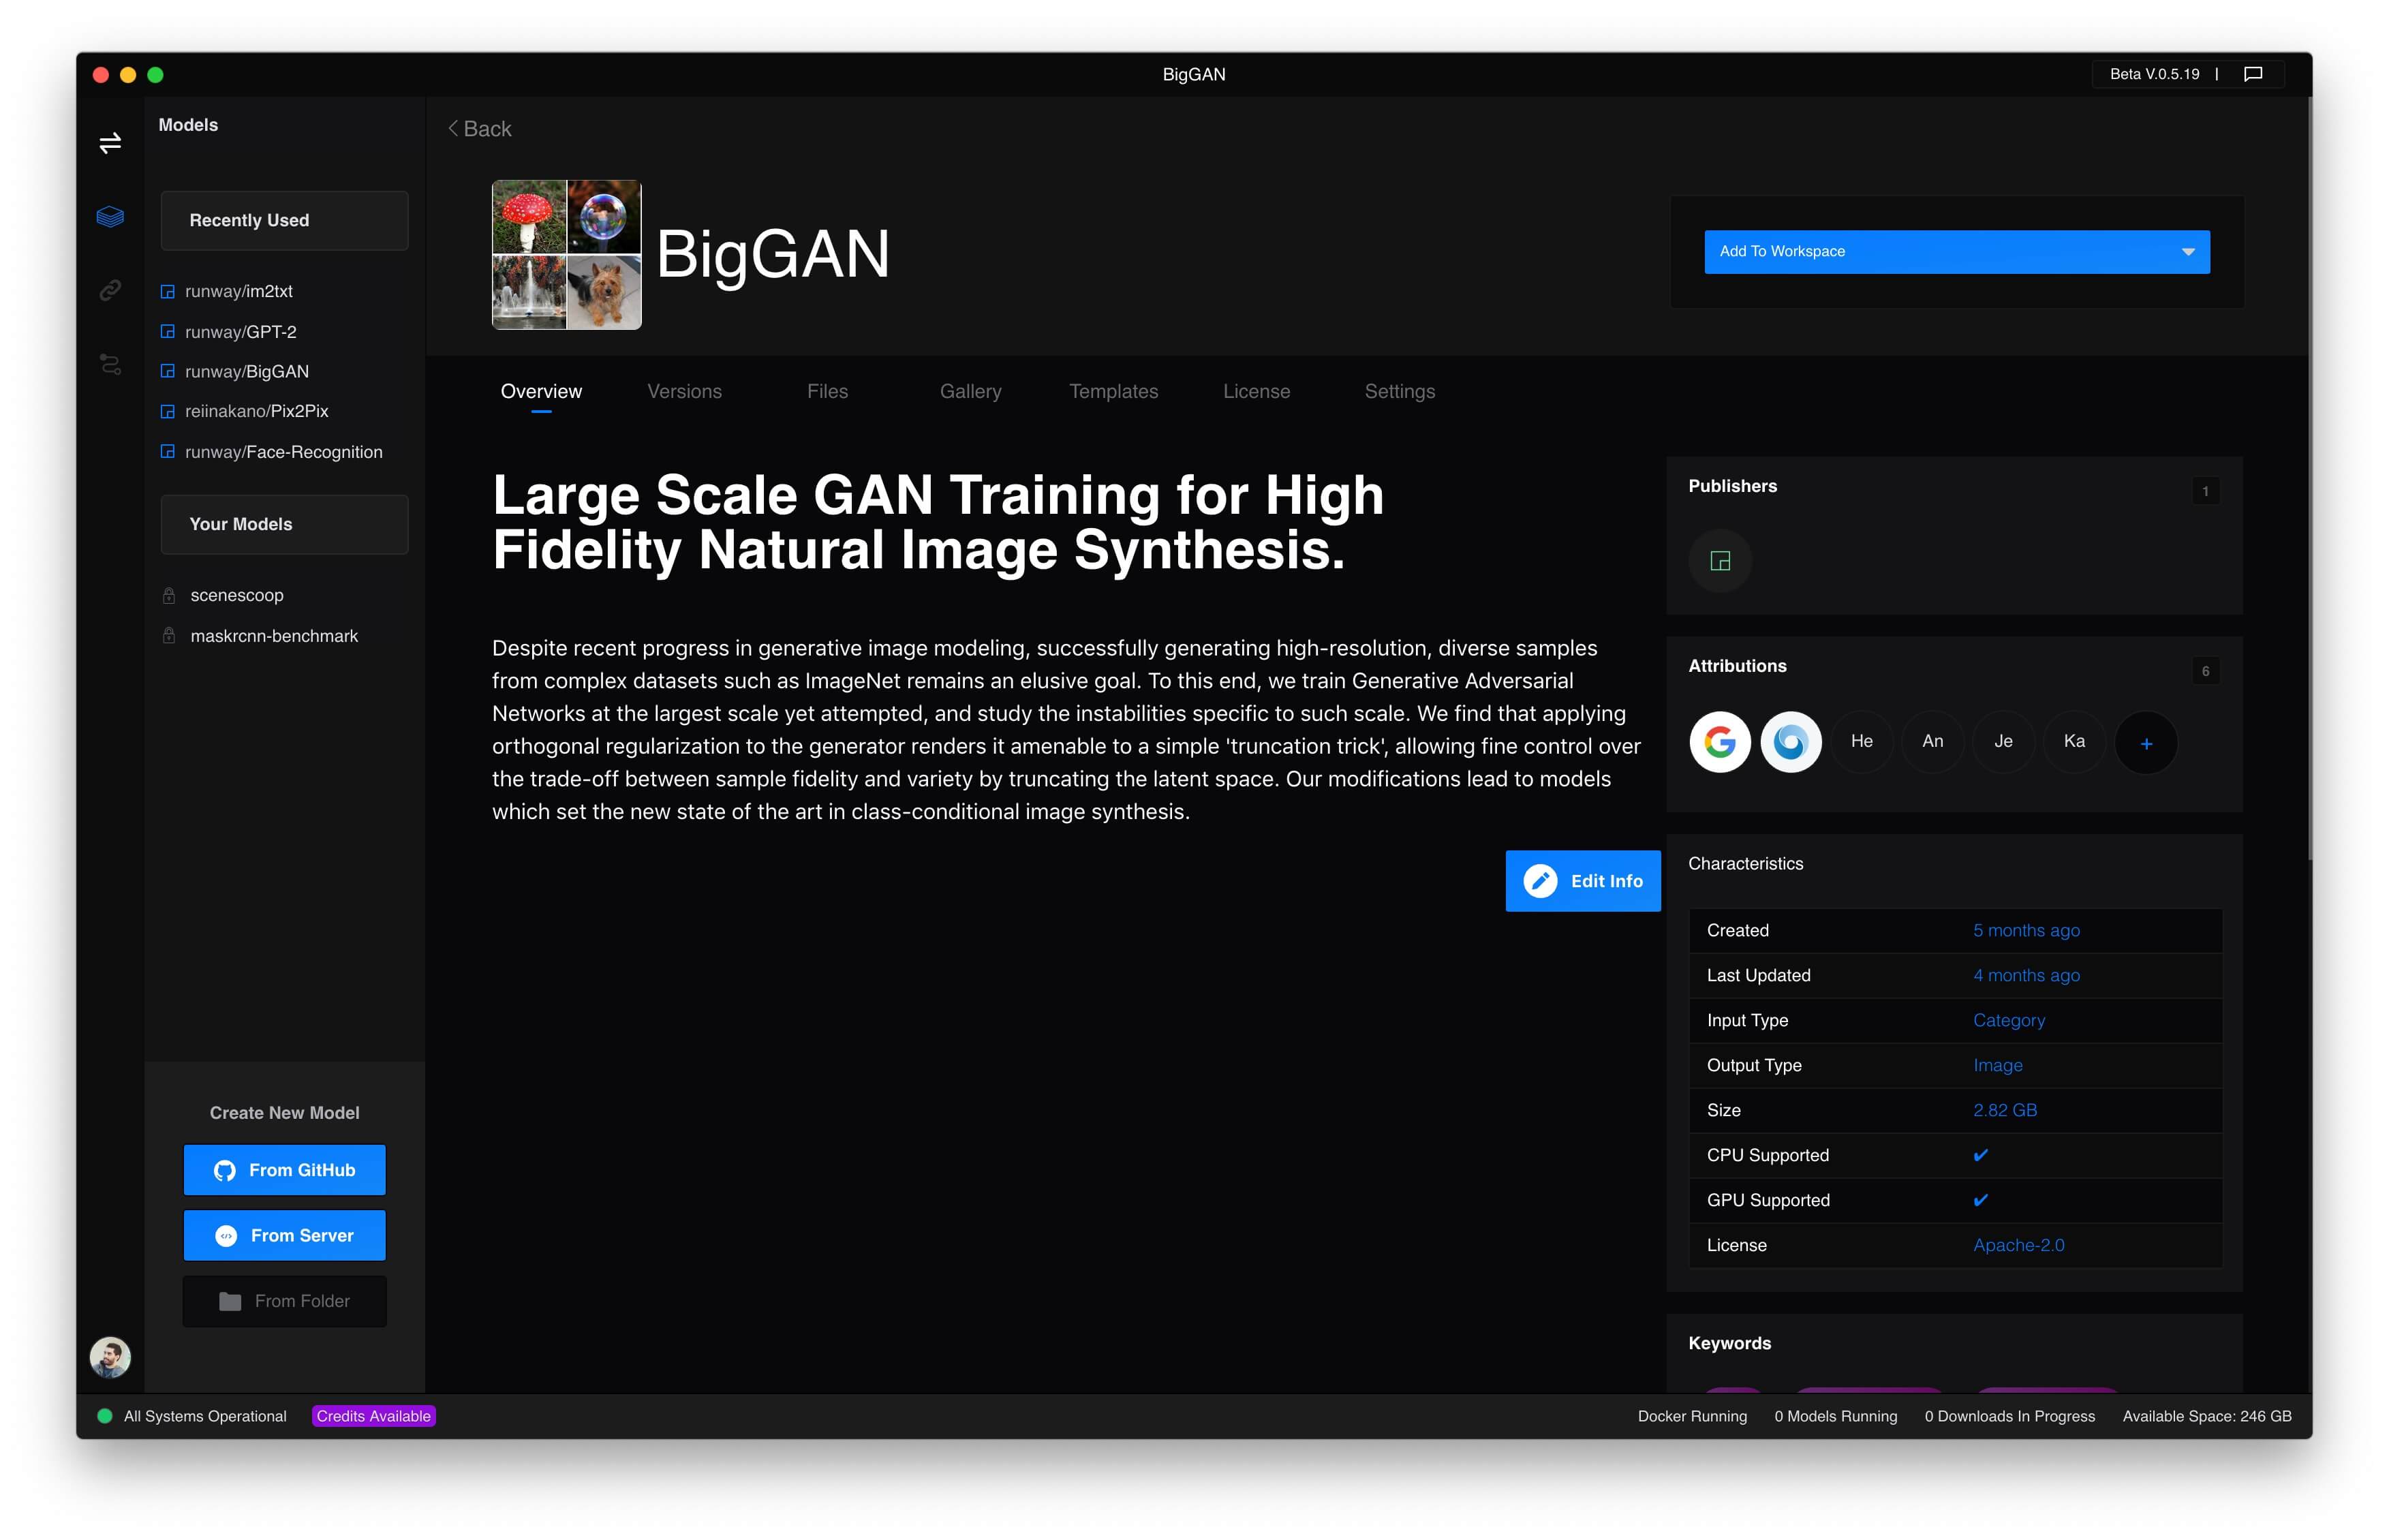 BigGAN
Beta V.0.5.19 |
Models
Recently Used
runway/im2txt
runway/GPT-2
runway/BigGAN
reiinakano/Pix2Pix
runway/Face-Recognition
Your Models
scenescoop
maskrcnn-benchmark
Create New Model
From GitHub
From Server
From Folder
Back
BigGAN
Add To Workspace
Overview Versions Files Gallery Templates License Settings
Large Scale GAN Training for High
Fidelity Natural Image Synthesis.
Despite recent progress in generative image modeling, successfully generating high-resolution, diverse samples
from complex datasets such as ImageNet remains an elusive goal. To this end, we train Generative Adversarial
Networks at the largest scale yet attempted, and study the instabilities specific to such scale. We find that applying
orthogonal regularization to the generator renders it amenable to a simple 'truncation trick', allowing fine control over
the trade-off between sample fidelity and variety by truncating the latent space. Our modifications lead to models
which set the new state of the art in class-conditional image synthesis.
Edit Info
Publishers 1
Attributions 6
G He An Je Ka +
Characteristics
Created 5 months ago
Last Updated 4 months ago
Input Type Category
Output Type Image
Size 2.82 GB
CPU Supported ✔
GPU Supported ✔
License Apache-2.0
Keywords
All Systems Operational Credits Available Docker Running 0 Models Running 0 Downloads In Progress Available Space: 246 GB